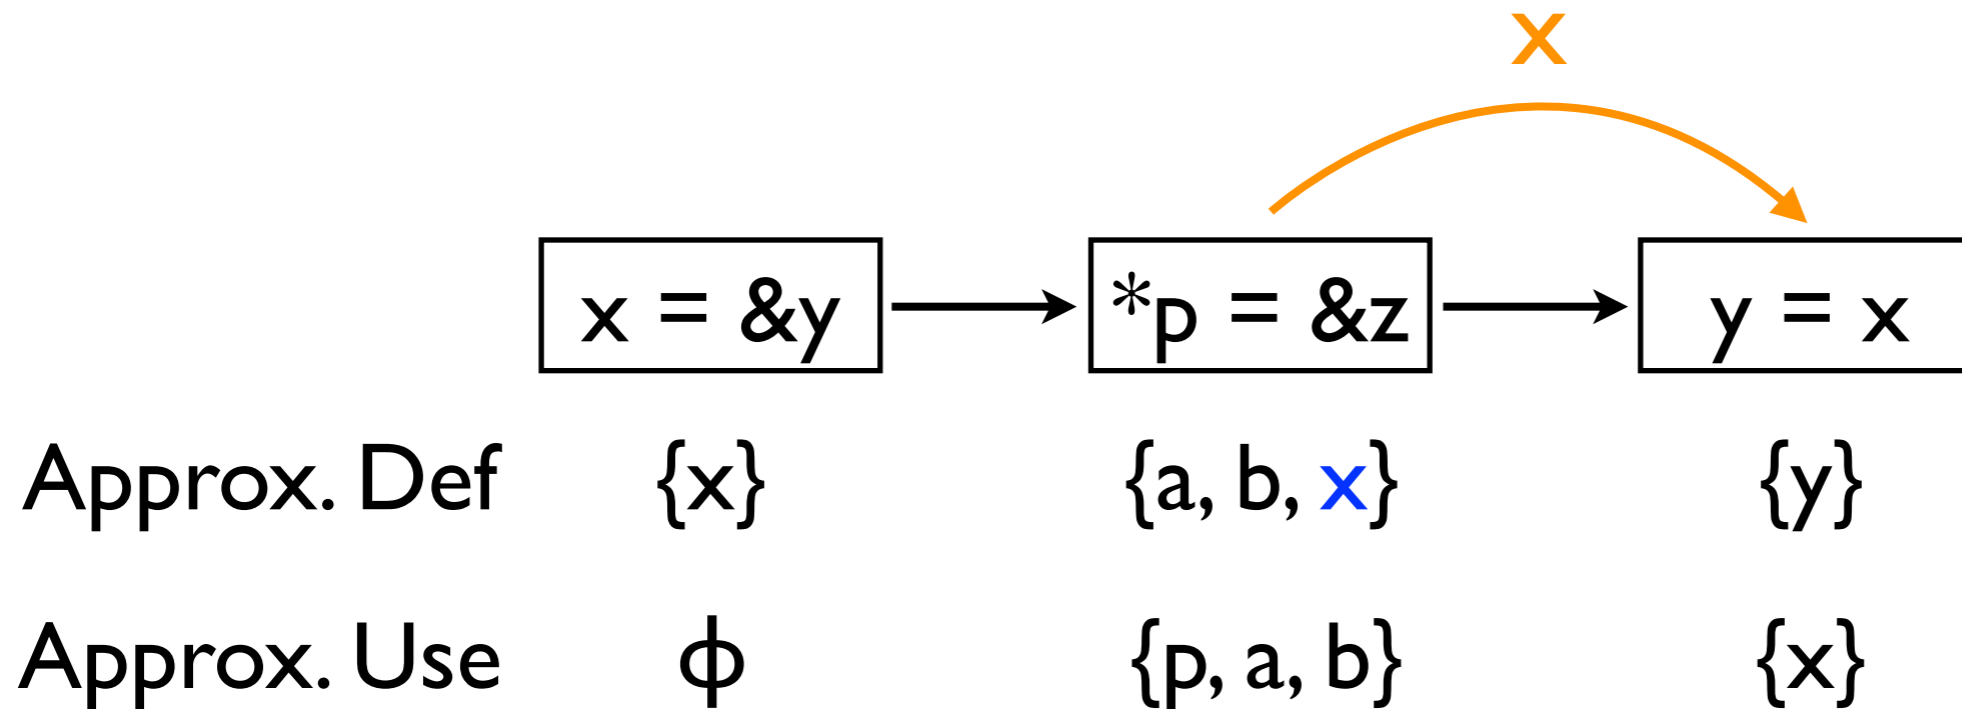 x
x = &y *p = &z y = x
Approx. Def {x} {a, b, x} {y}
Approx. Use ϕ {p, a, b} {x}